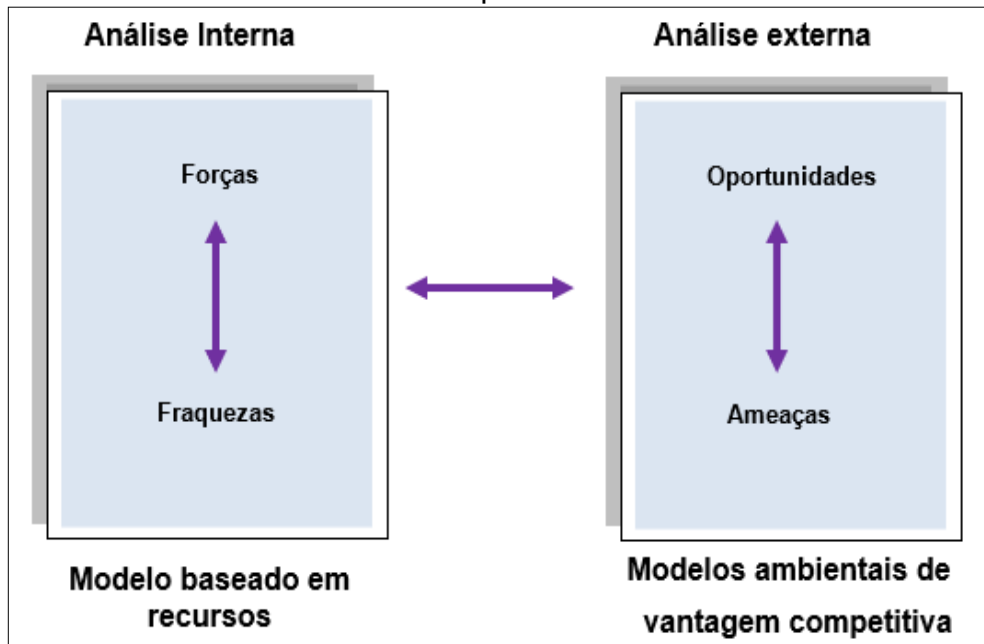 Análise Interna
Análise externa
Forças
Oportunidades
Fraquezas
Ameaças
Modelo baseado em
recursos
Modelos ambientais de
vantagem competitiva